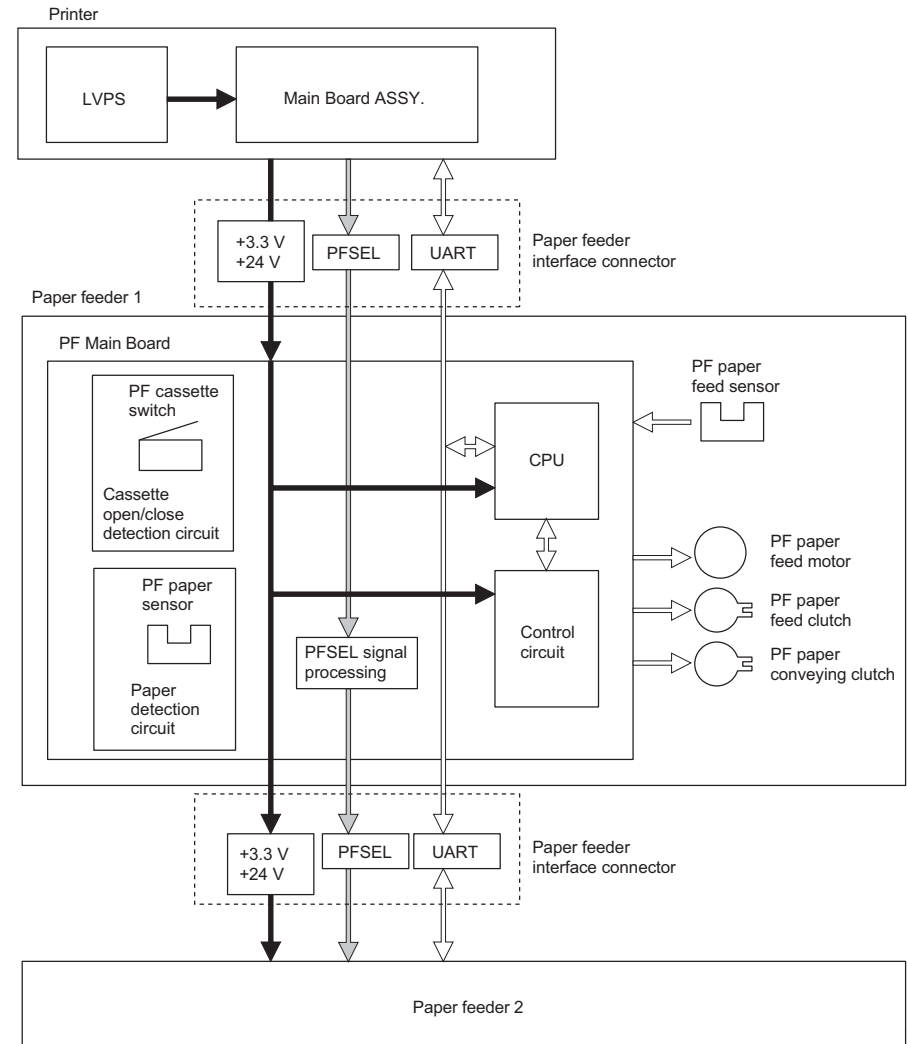 Printer
LVPS
Main Board ASSY.
+3.3 V
+24 V
PFSEL
UART
Paper feeder
interface connector
Paper feeder 1
PF Main Board
PF cassette
switch
Cassette
open/close
detection circuit
PF paper
sensor
Paper
detection
circuit
PFSEL signal
processing
CPU
Control
circuit
PF paper
feed sensor
PF paper
feed motor
PF paper
feed clutch
PF paper
conveying clutch
+3.3 V
+24 V
PFSEL
UART
Paper feeder
interface connector
Paper feeder 2